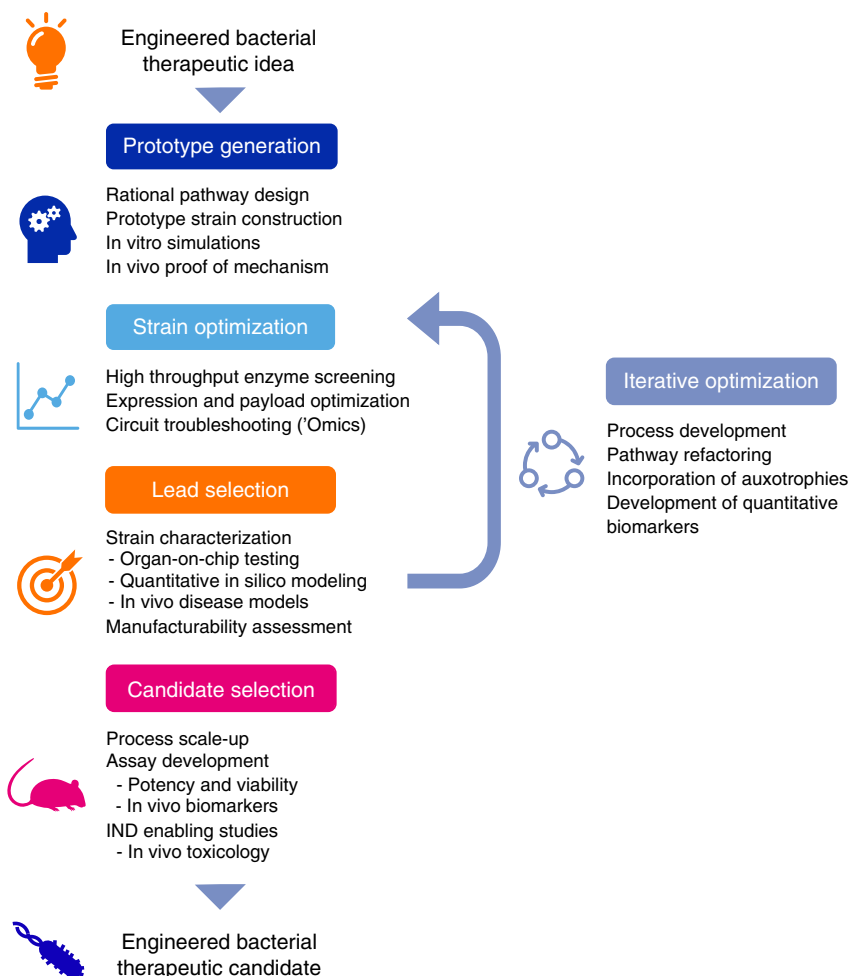 Engineered bacterial
therapeutic idea
Prototype generation
Rational pathway design
Prototype strain construction
In vitro simulations
In vivo proof of mechanism
Strain optimization
High throughput enzyme screening
Expression and payload optimization
Circuit troubleshooting (’Omics)
Lead selection
Strain characterization
- Organ-on-chip testing
- Quantitative in silico modeling
- In vivo disease models
Manufacturability assessment
Iterative optimization
Process development
Pathway refactoring
Incorporation of auxotrophies
Development of quantitative
biomarkers
Candidate selection
Process scale-up
Assay development
- Potency and viability
- In vivo biomarkers
IND enabling studies
- In vivo toxicology
Engineered bacterial
therapeutic candidate